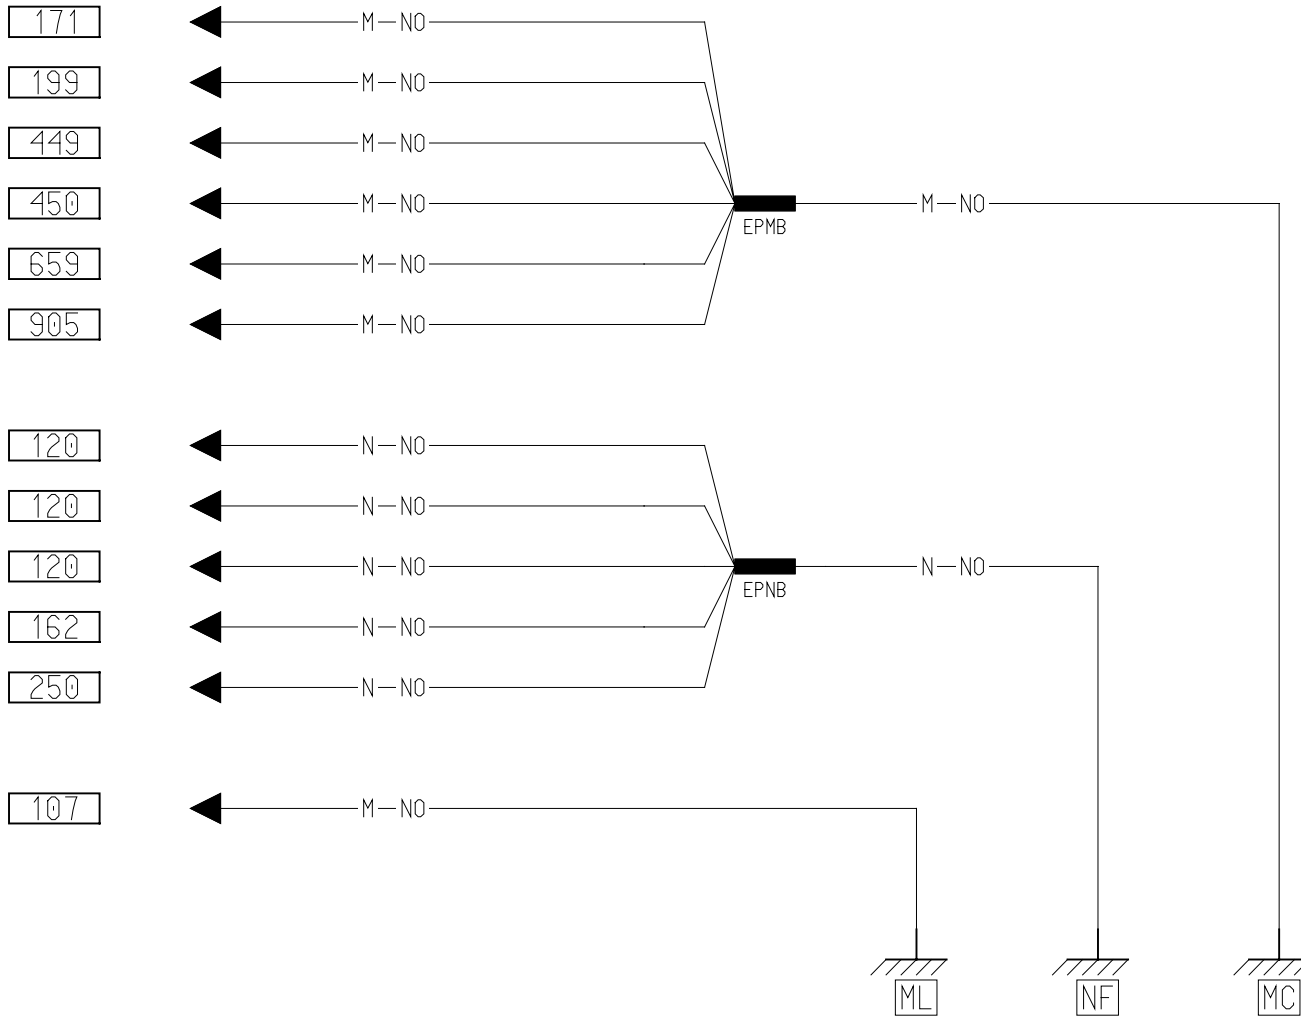 171 M NO
199 M NO
449 M NO
450 M NO M NO
EPMB
659 M NO
905 M NO
120 N NO
120 N NO
120 N NO N NO
EPNB
162 N NO
250 N NO
107 M NO
ML NF MC